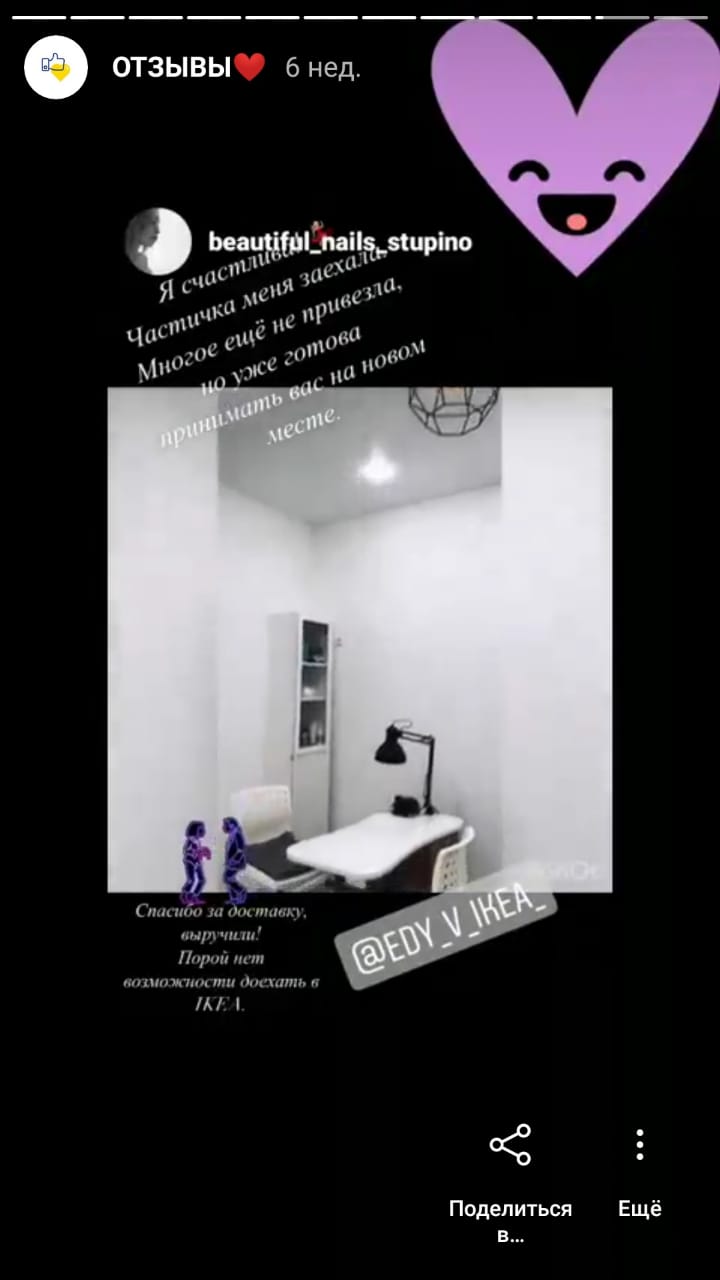 ОТЗЫВЫ❤️ 6 нед.
beautiful_nails_stupino
Я счастлива
Частичка меня заехала.
Многое ещё не привезла,
но уже готова
принимать вас на новом
месте.
Спасибо за доставку,
выручили!
Порой нет
возможности доехать в
IKEA.
@EDY_V_IKEA_
Поделиться
в...
Ещё